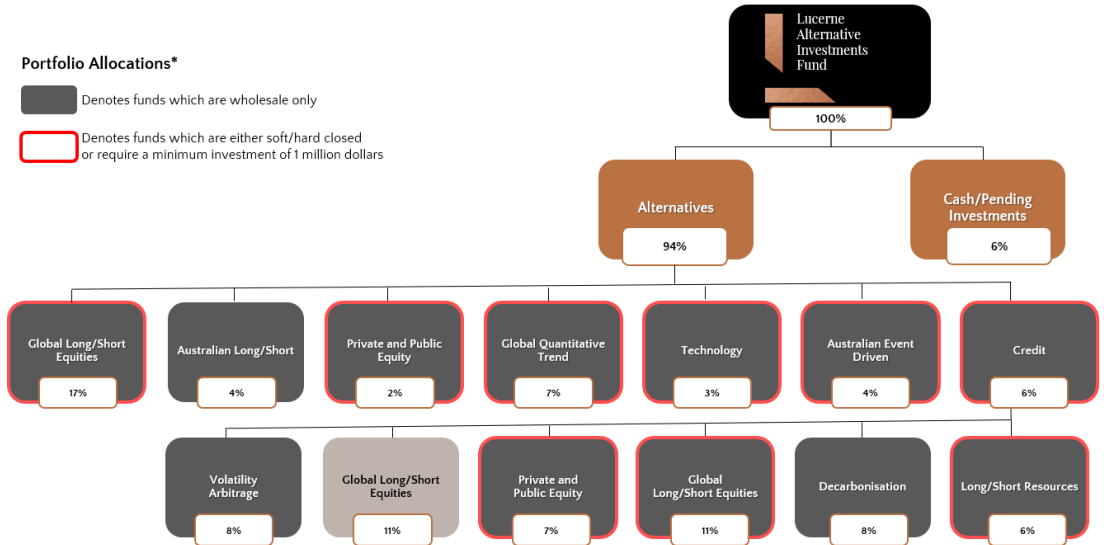 Lucerne
Alternative
Investments
Fund
100%
Portfolio Allocations*
Denotes funds which are wholesale only
Denotes funds which are either soft/hard closed
or require a minimum investment of 1 million dollars
Alternatives
94%
Cash/Pending
Investments
6%
Global Long/Short
Equities
17%
Australian Long/Short
4%
Private and Public
Equity
2%
Global Quantitative
Trend
7%
Technology
3%
Australian Event
Driven
4%
Credit
6%
Volatility
Arbitrage
8%
Global Long/Short
Equities
11%
Private and
Public Equity
7%
Global
Long/Short Equities
11%
Decarbonisation
8%
Long/Short Resources
6%